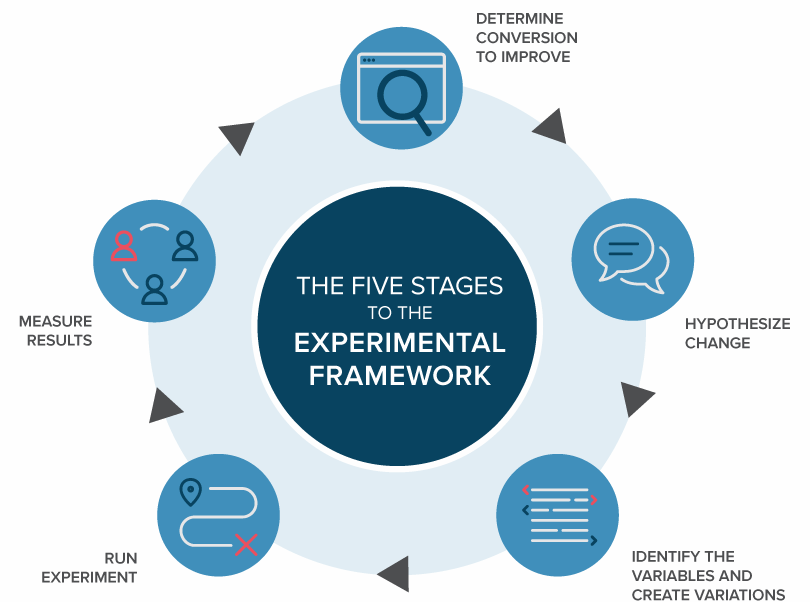 DETERMINE
CONVERSION
TO IMPROVE
THE FIVE STAGES
TO THE
EXPERIMENTAL
FRAMEWORK
HYPOTHESIZE
CHANGE
IDENTIFY THE
VARIABLES AND
CREATE VARIATIONS
RUN
EXPERIMENT
MEASURE
RESULTS